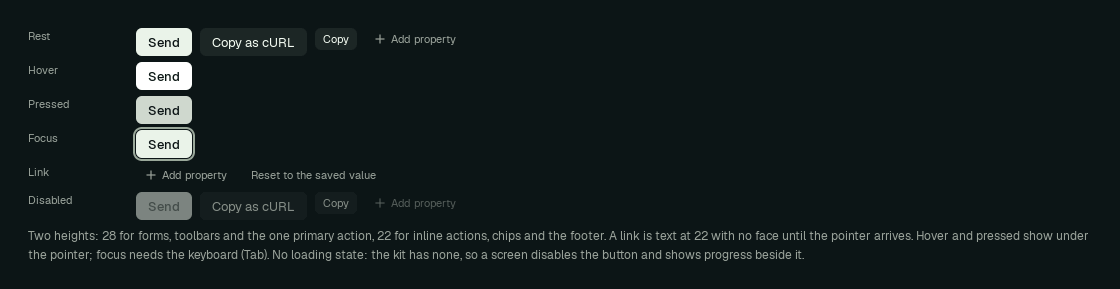 Rest Send Copy as cURL Copy + Add property
Hover Send
Pressed Send
Focus Send
Link + Add property Reset to the saved value
Disabled Send Copy as cURL Copy + Add property
Two heights: 28 for forms, toolbars and the one primary action, 22 for inline actions, chips and the footer. A link is text at 22 with no face until the pointer arrives. Hover and pressed show under
the pointer; focus needs the keyboard (Tab). No loading state: the kit has none, so a screen disables the button and shows progress beside it.